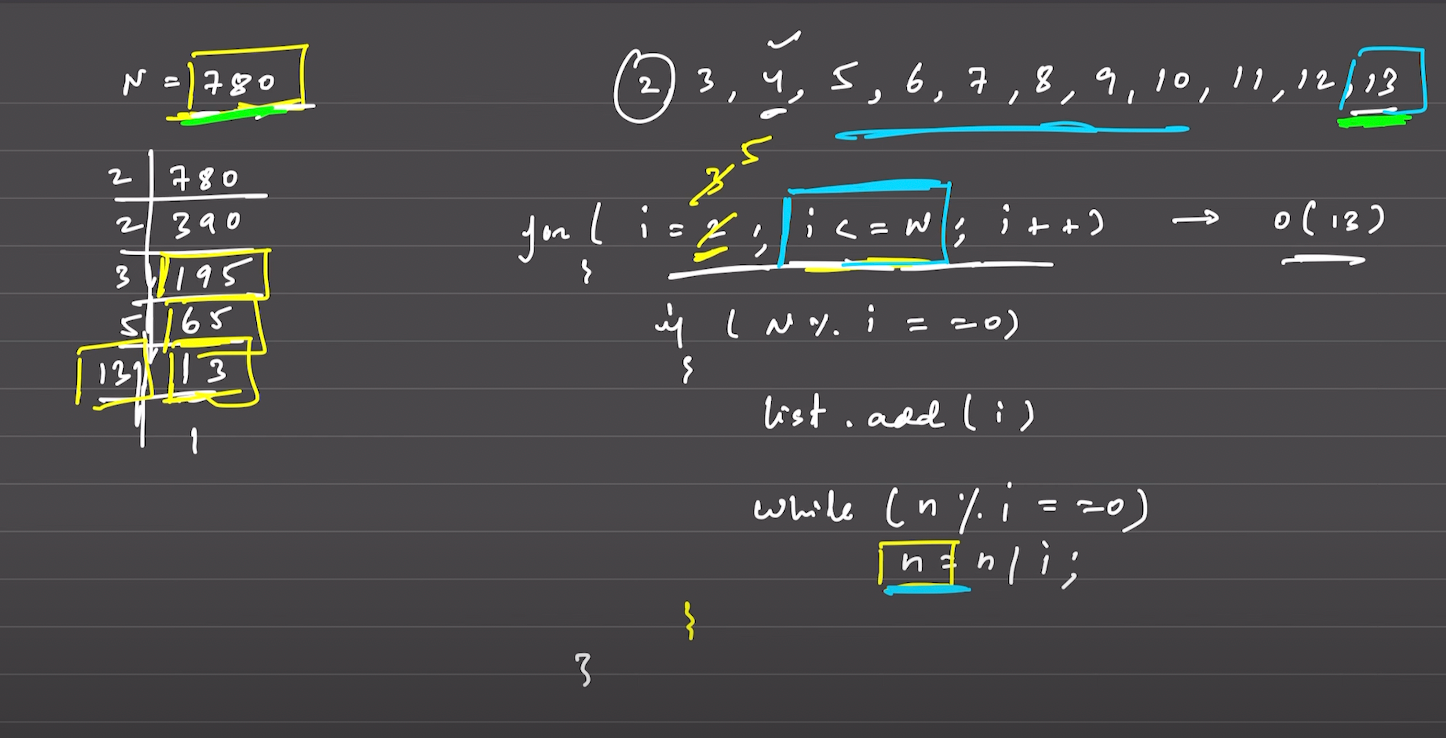 N = 780
2 780
2 390
3 195
5 65
13 13
1
2, 3, 4, 5, 6, 7, 8, 9, 10, 11, 12, 13
3 5
for ( i = 2 ; i <= N ; i++ ) → O(13)
{
if ( N % i == 0 )
{
list.add ( i )
while ( n % i == 0 )
n = n / i ;
}
}